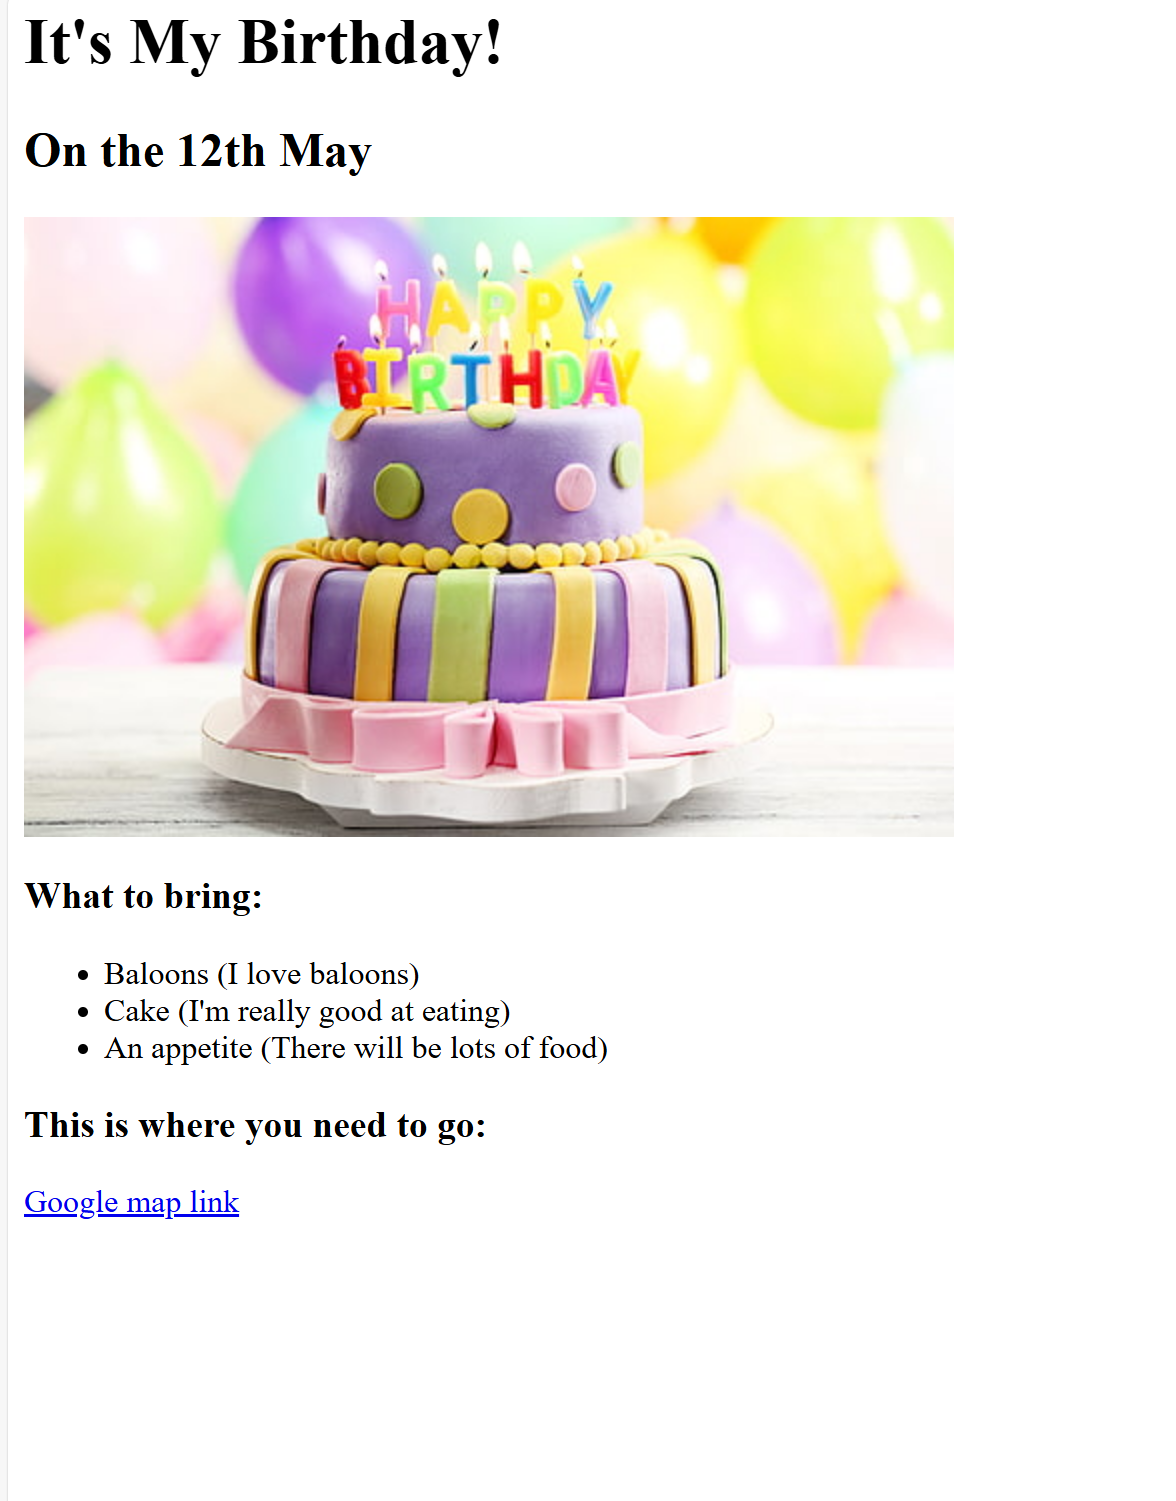 It's My Birthday!
On the 12th May
HAPPY
BIRTHDAY
What to bring:
Baloons (I love baloons)
Cake (I'm really good at eating)
An appetite (There will be lots of food)
This is where you need to go:
Google map link